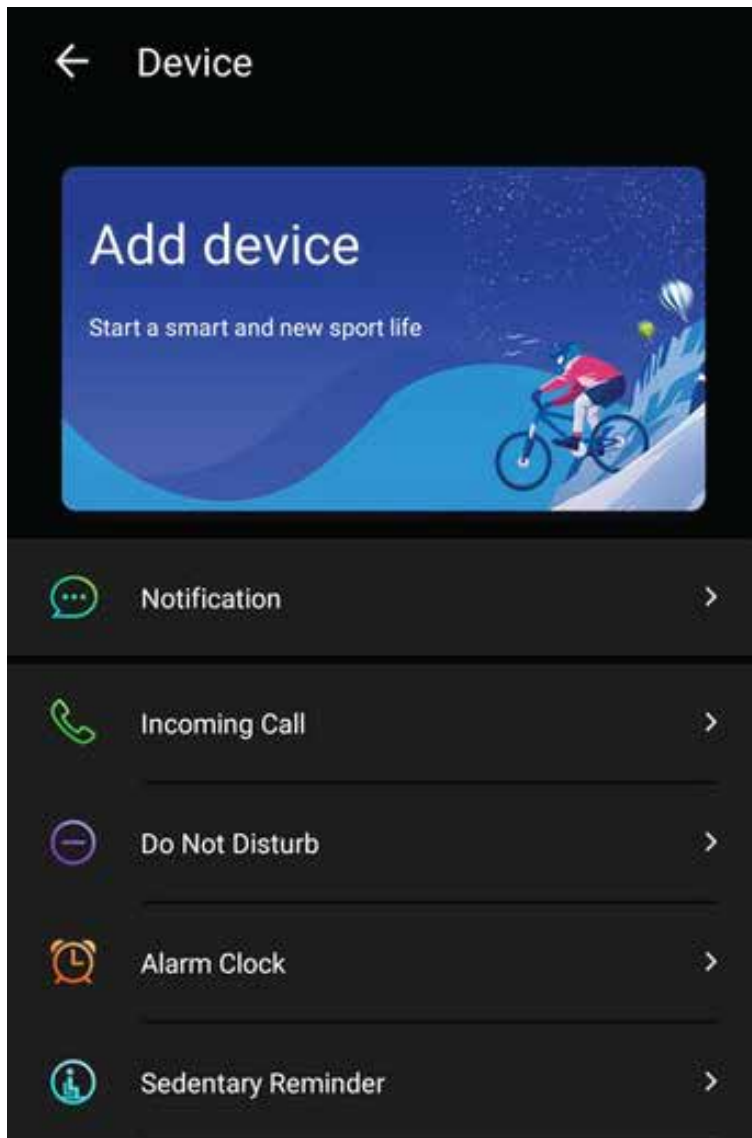 Device
Add device
Start a smart and new sport life
Notification
Incoming Call
Do Not Disturb
Alarm Clock
Sedentary Reminder